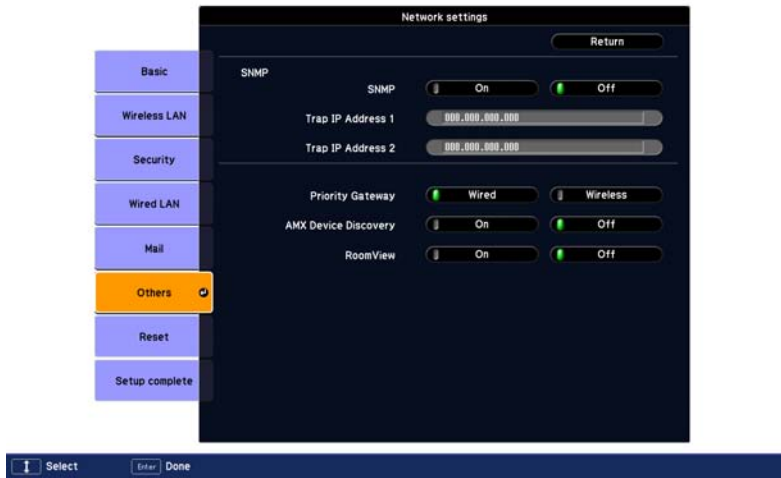 Network settings
Return
Basic
Wireless LAN
Security
Wired LAN
Mail
Others
Reset
Setup complete
SNMP
SNMP On Off
Trap IP Address 1 000.000.000.000
Trap IP Address 2 000.000.000.000
Priority Gateway Wired Wireless
AMX Device Discovery On Off
RoomView On Off
Select Enter Done